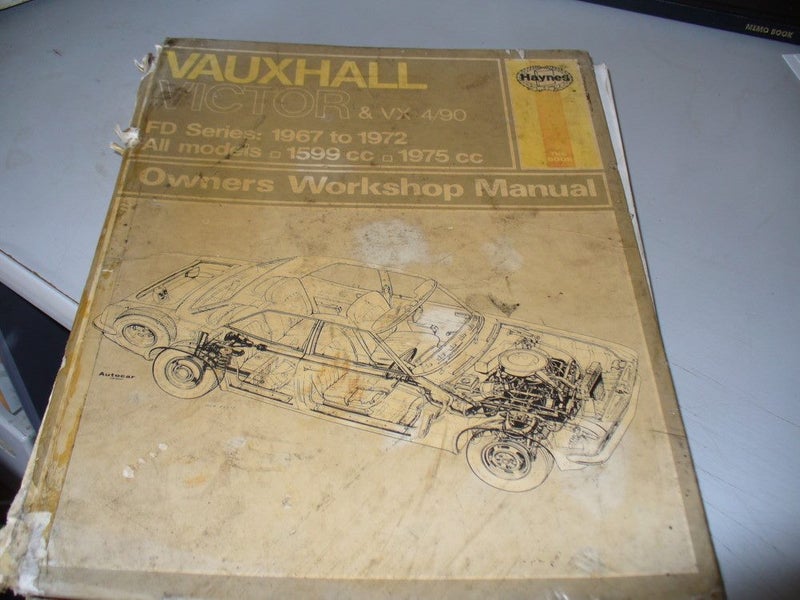 MEMO BOOK
VAUXHALL
VICTOR & VX 4/90
FD Series: 1967 to 1972
All models □ 1599 cc □ 1975 cc
Haynes
Owners Workshop Manual
Autocar